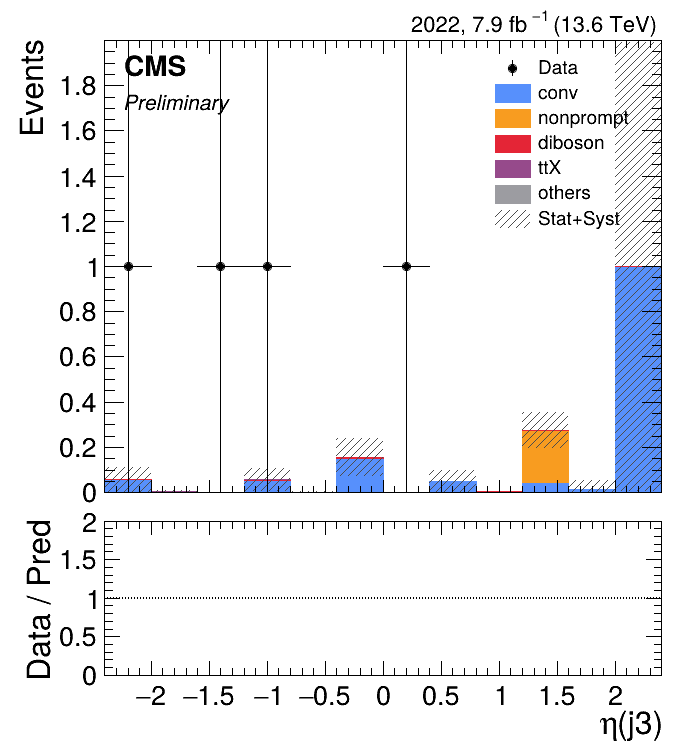 2022, 7.9 fb⁻¹ (13.6 TeV)
CMS
Preliminary
Events
1.8
1.6
1.4
1.2
1
0.8
0.6
0.4
0.2
0
Data
conv
nonprompt
diboson
ttX
others
Stat+Syst
Data / Pred
2
1.5
1
0.5
0
−2 −1.5 −1 −0.5 0 0.5 1 1.5 2
η(j3)